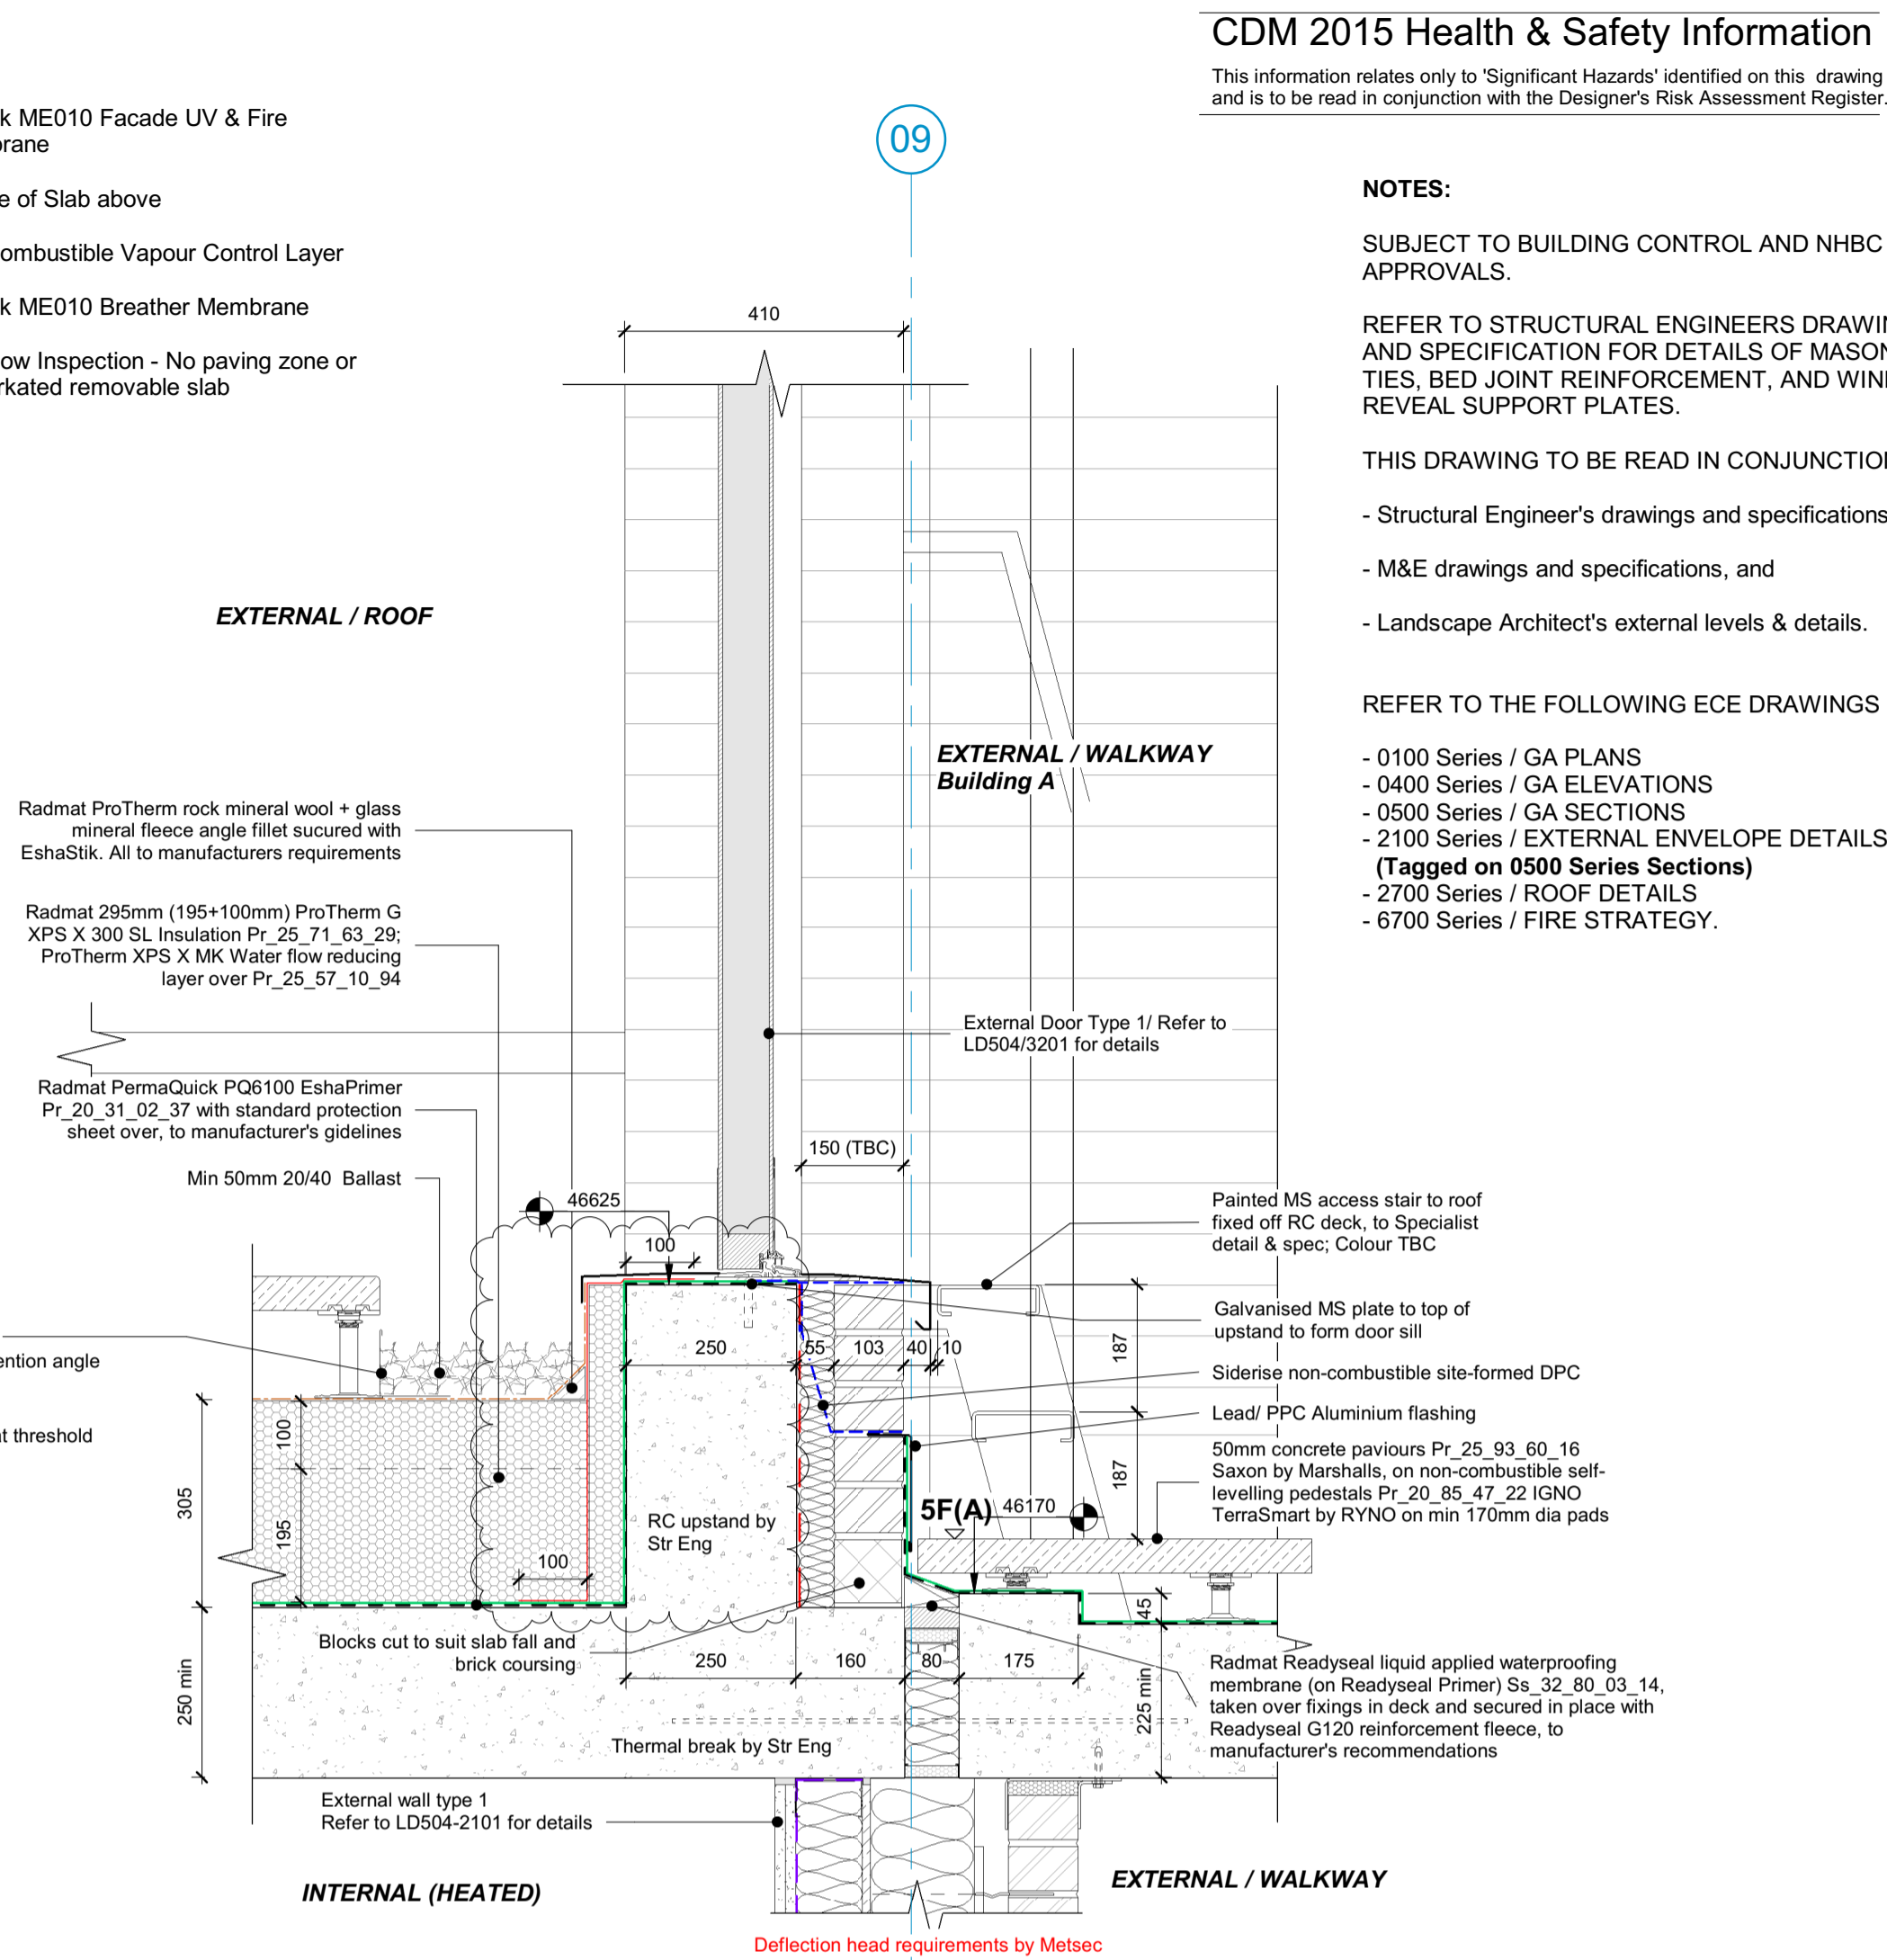 CDM 2015 Health & Safety Information
This information relates only to 'Significant Hazards' identified on this drawing
and is to be read in conjunction with the Designer's Risk Assessment Register.
k ME010 Facade UV & Fire
brane
e of Slab above
ombustible Vapour Control Layer
k ME010 Breather Membrane
ow Inspection - No paving zone or
rkated removable slab
09
410
NOTES:
SUBJECT TO BUILDING CONTROL AND NHBC
APPROVALS.
REFER TO STRUCTURAL ENGINEERS DRAWIN
AND SPECIFICATION FOR DETAILS OF MASON
TIES, BED JOINT REINFORCEMENT, AND WIN
REVEAL SUPPORT PLATES.
THIS DRAWING TO BE READ IN CONJUNCTION
- Structural Engineer's drawings and specifications
- M&E drawings and specifications, and
- Landscape Architect's external levels & details.
REFER TO THE FOLLOWING ECE DRAWINGS
- 0100 Series / GA PLANS
- 0400 Series / GA ELEVATIONS
- 0500 Series / GA SECTIONS
- 2100 Series / EXTERNAL ENVELOPE DETAILS
(Tagged on 0500 Series Sections)
- 2700 Series / ROOF DETAILS
- 6700 Series / FIRE STRATEGY.
EXTERNAL / ROOF
EXTERNAL / WALKWAY
Building A
Radmat ProTherm rock mineral wool + glass
mineral fleece angle fillet sucured with
EshaStik. All to manufacturers requirements
Radmat 295mm (195+100mm) ProTherm G
XPS X 300 SL Insulation Pr_25_71_63_29;
ProTherm XPS X MK Water flow reducing
layer over Pr_25_57_10_94
External Door Type 1/ Refer to
LD504/3201 for details
Radmat PermaQuick PQ6100 EshaPrimer
Pr_20_31_02_37 with standard protection
sheet over, to manufacturer's gidelines
Min 50mm 20/40 Ballast
150 (TBC)
46625
100
Painted MS access stair to roof
fixed off RC deck, to Specialist
detail & spec; Colour TBC
Galvanised MS plate to top of
upstand to form door sill
Siderise non-combustible site-formed DPC
Lead/ PPC Aluminium flashing
50mm concrete paviours Pr_25_93_60_16
Saxon by Marshalls, on non-combustible self-
levelling pedestals Pr_20_85_47_22 IGNO
TerraSmart by RYNO on min 170mm dia pads
ention angle
at threshold
250
55
103
40
10
187
187
305
100
195
100
RC upstand by
Str Eng
5F(A)
46170
45
Blocks cut to suit slab fall and
brick coursing
250
160
80
175
250 min
225 min
Thermal break by Str Eng
Radmat Readyseal liquid applied waterproofing
membrane (on Readyseal Primer) Ss_32_80_03_14,
taken over fixings in deck and secured in place with
Readyseal G120 reinforcement fleece, to
manufacturer's recommendations
External wall type 1
Refer to LD504-2101 for details
INTERNAL (HEATED)
EXTERNAL / WALKWAY
Deflection head requirements by Metsec